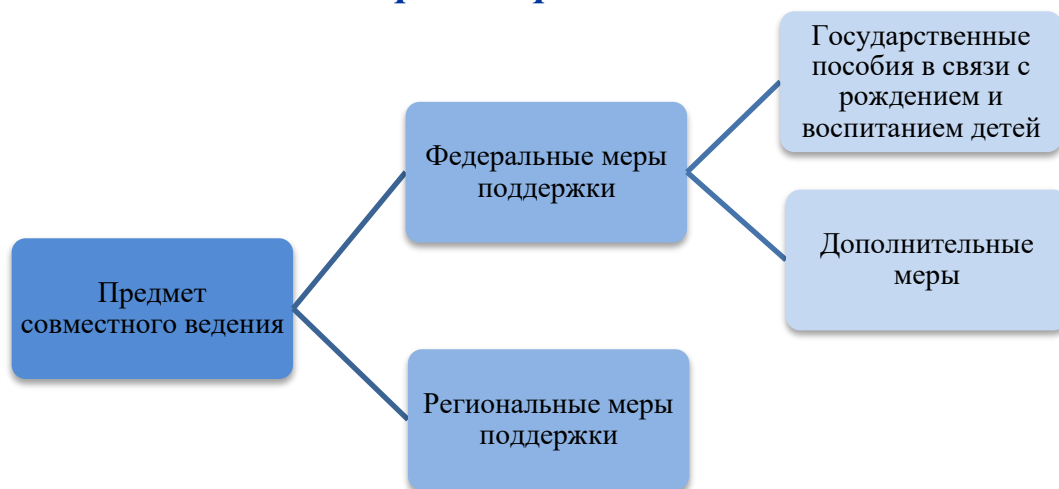 Государственные
пособия в связи с
рождением и
воспитанием детей
Федеральные меры
поддержки
Дополнительные
меры
Предмет
совместного ведения
Региональные меры
поддержки